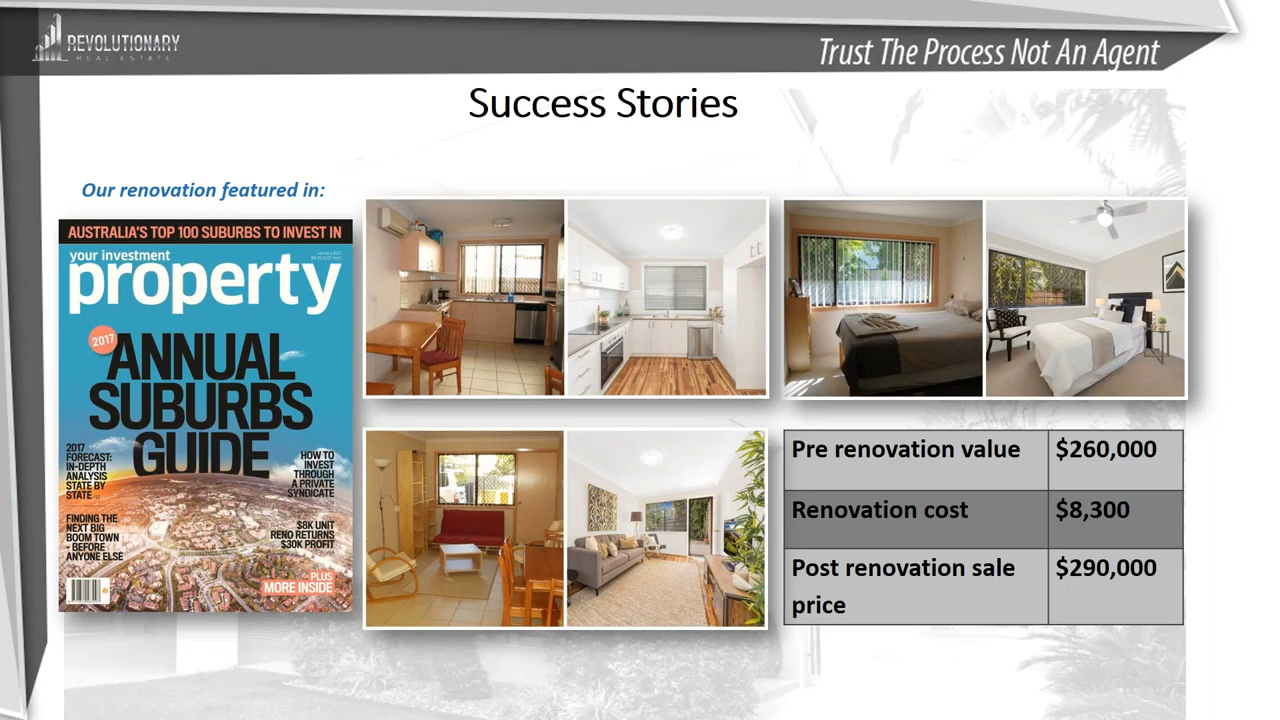 REVOLUTIONARY
REAL ESTATE
Trust The Process Not An Agent
Success Stories
Our renovation featured in:
AUSTRALIA'S TOP 100 SUBURBS TO INVEST IN
your investment
property
2017
ANNUAL
SUBURBS
GUIDE
2017
FORECAST:
IN-DEPTH
ANALYSIS
STATE BY
STATE
HOW TO
INVEST
THROUGH
A PRIVATE
SYNDICATE
FINDING THE
NEXT BIG
BOOM TOWN
- BEFORE
ANYONE ELSE
$8K UNIT
RENO RETURNS
$30K PROFIT
PLUS
MORE INSIDE
Pre renovation value $260,000
Renovation cost $8,300
Post renovation sale $290,000
price